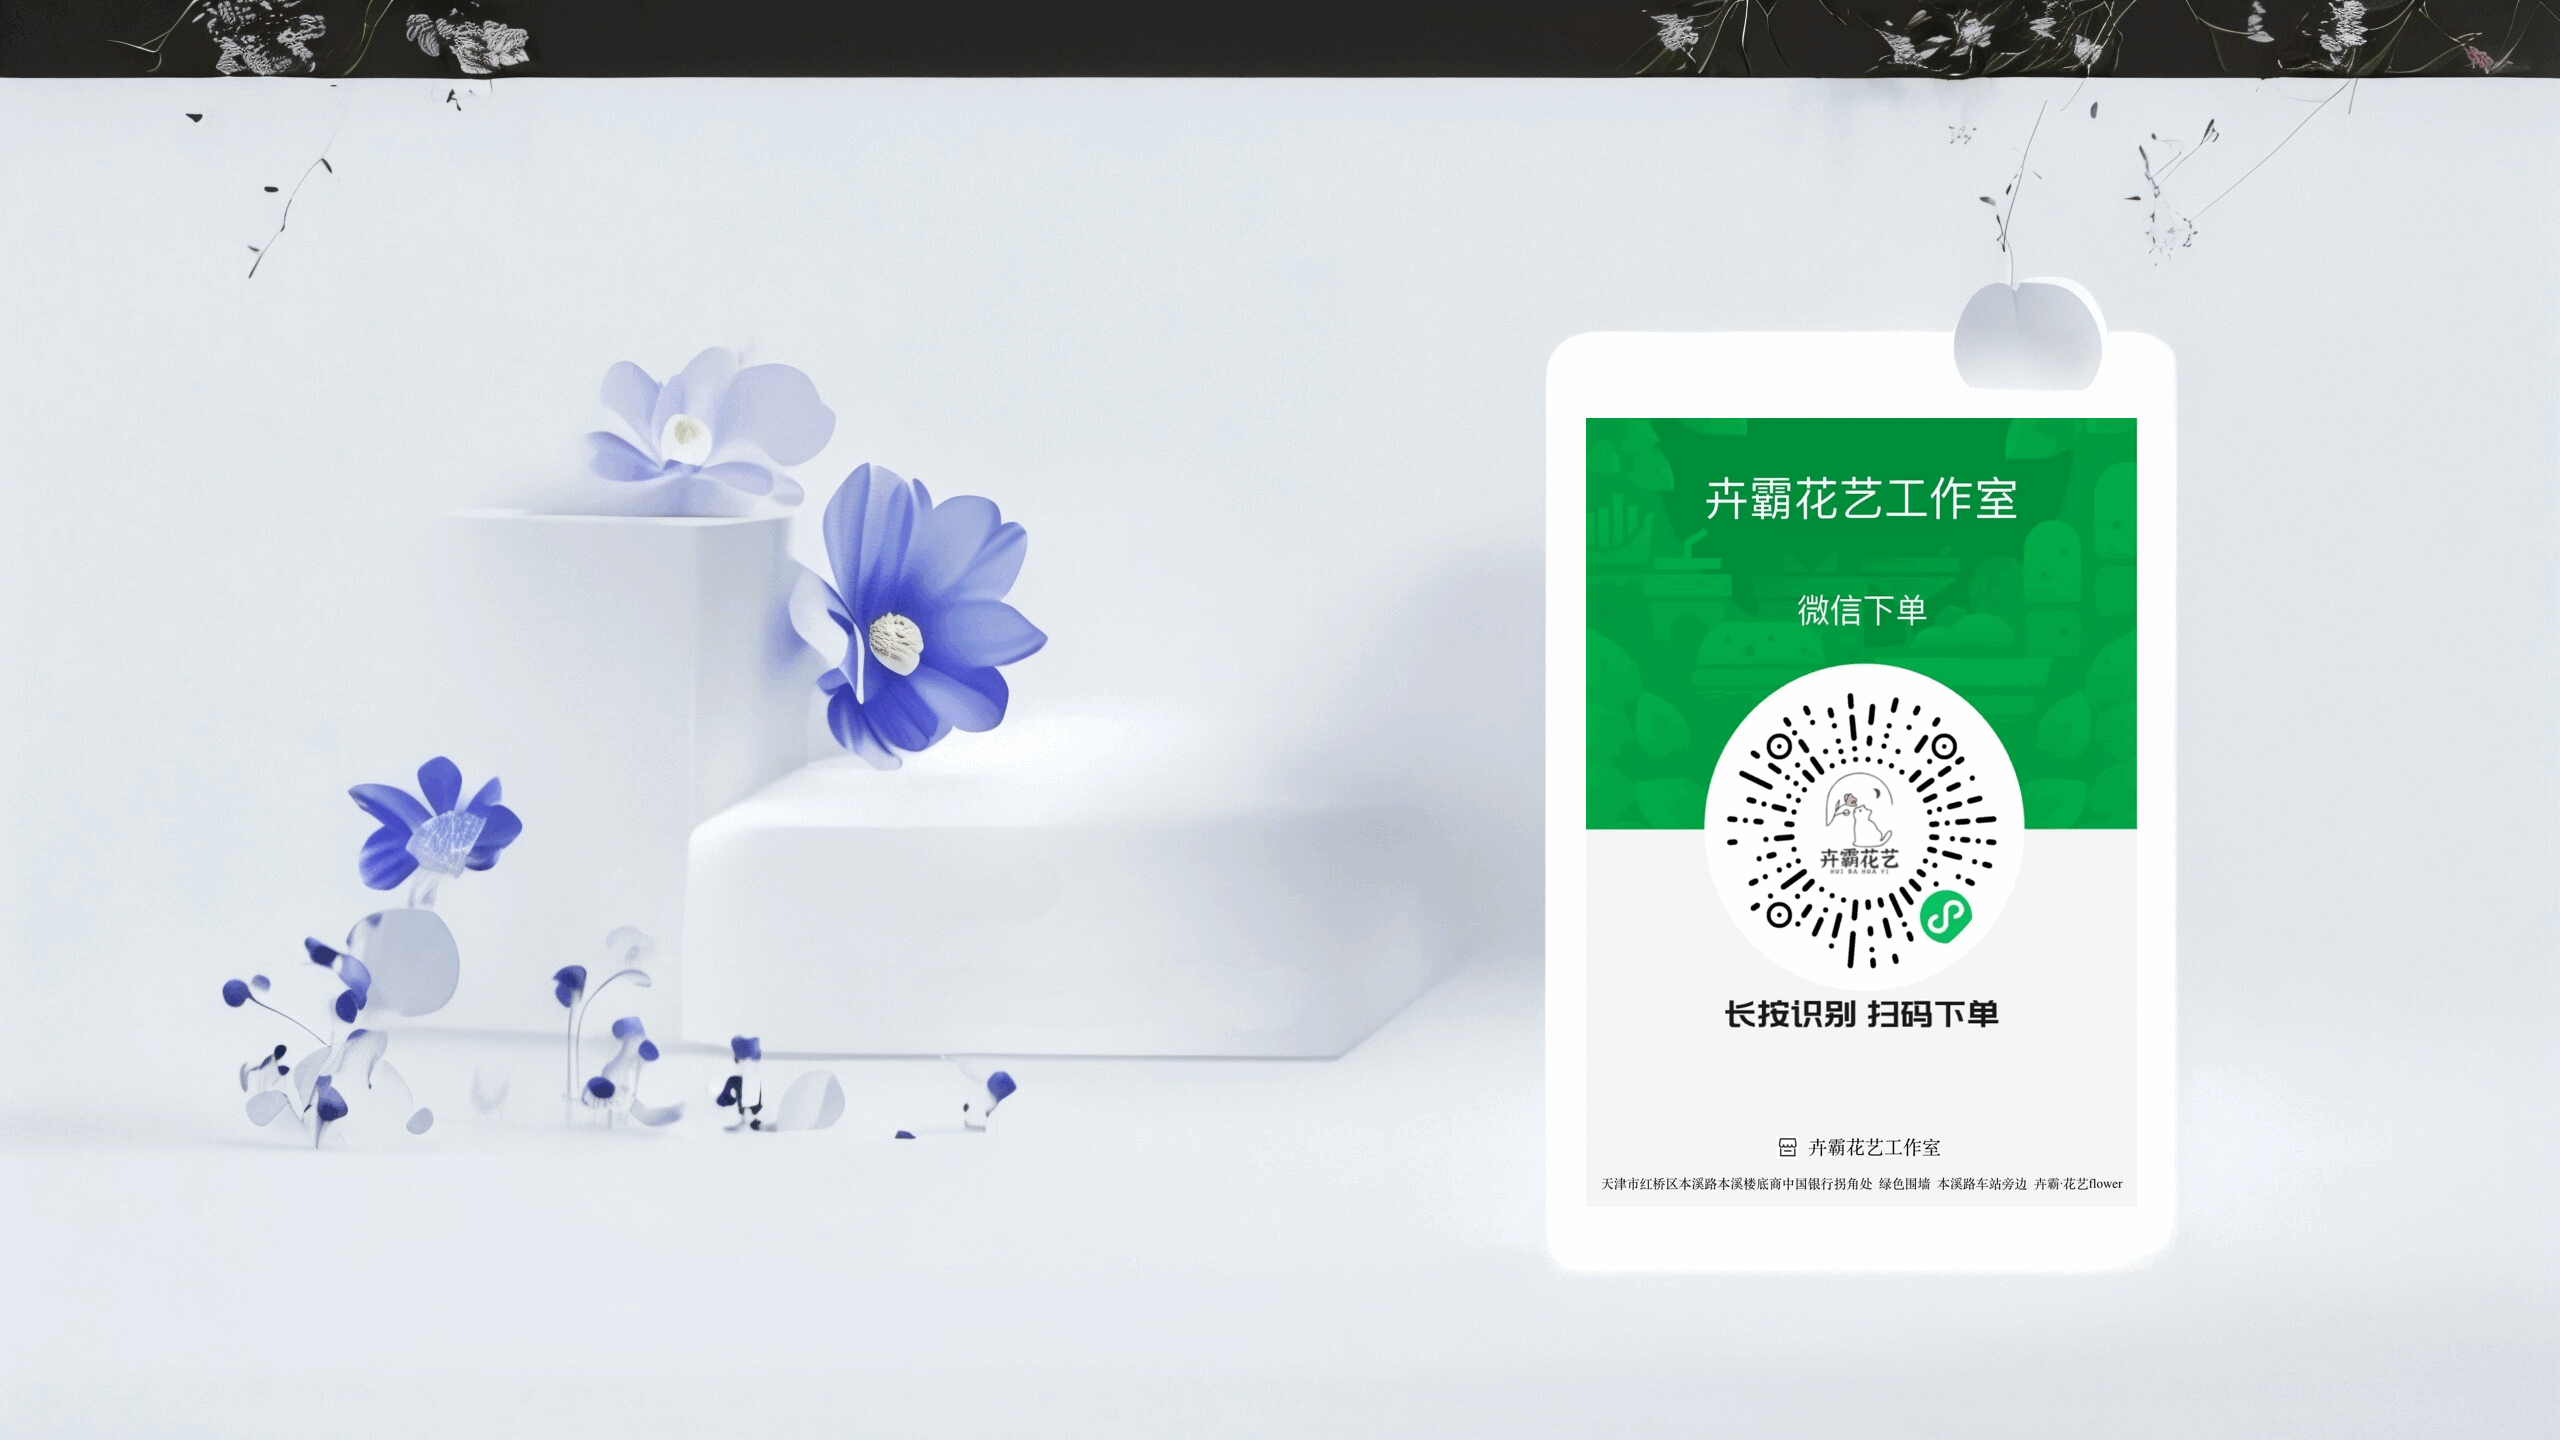 卉霸花艺工作室
微信下单
卉霸花艺
HUI BA HUA YI
长按识别 扫码下单
卉霸花艺工作室
天津市红桥区本溪路本溪楼底商中国银行拐角处 绿色围墙 本溪路车站旁边 卉霸·花艺flower